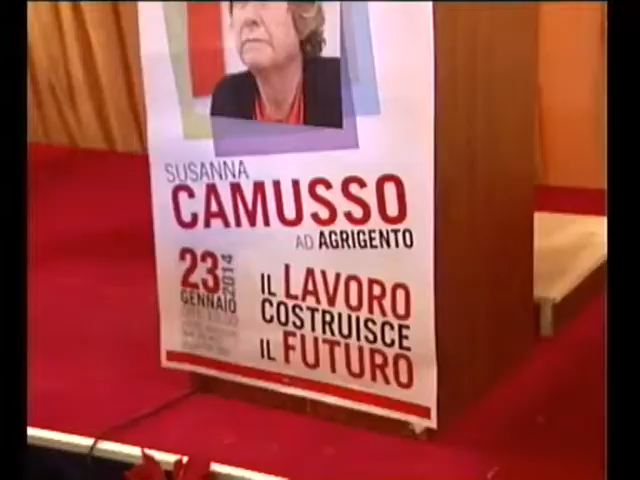 SUSANNA
CAMUSSO
AD AGRIGENTO
23
GENNAIO
2014
IL LAVORO
COSTRUISCE
IL FUTURO